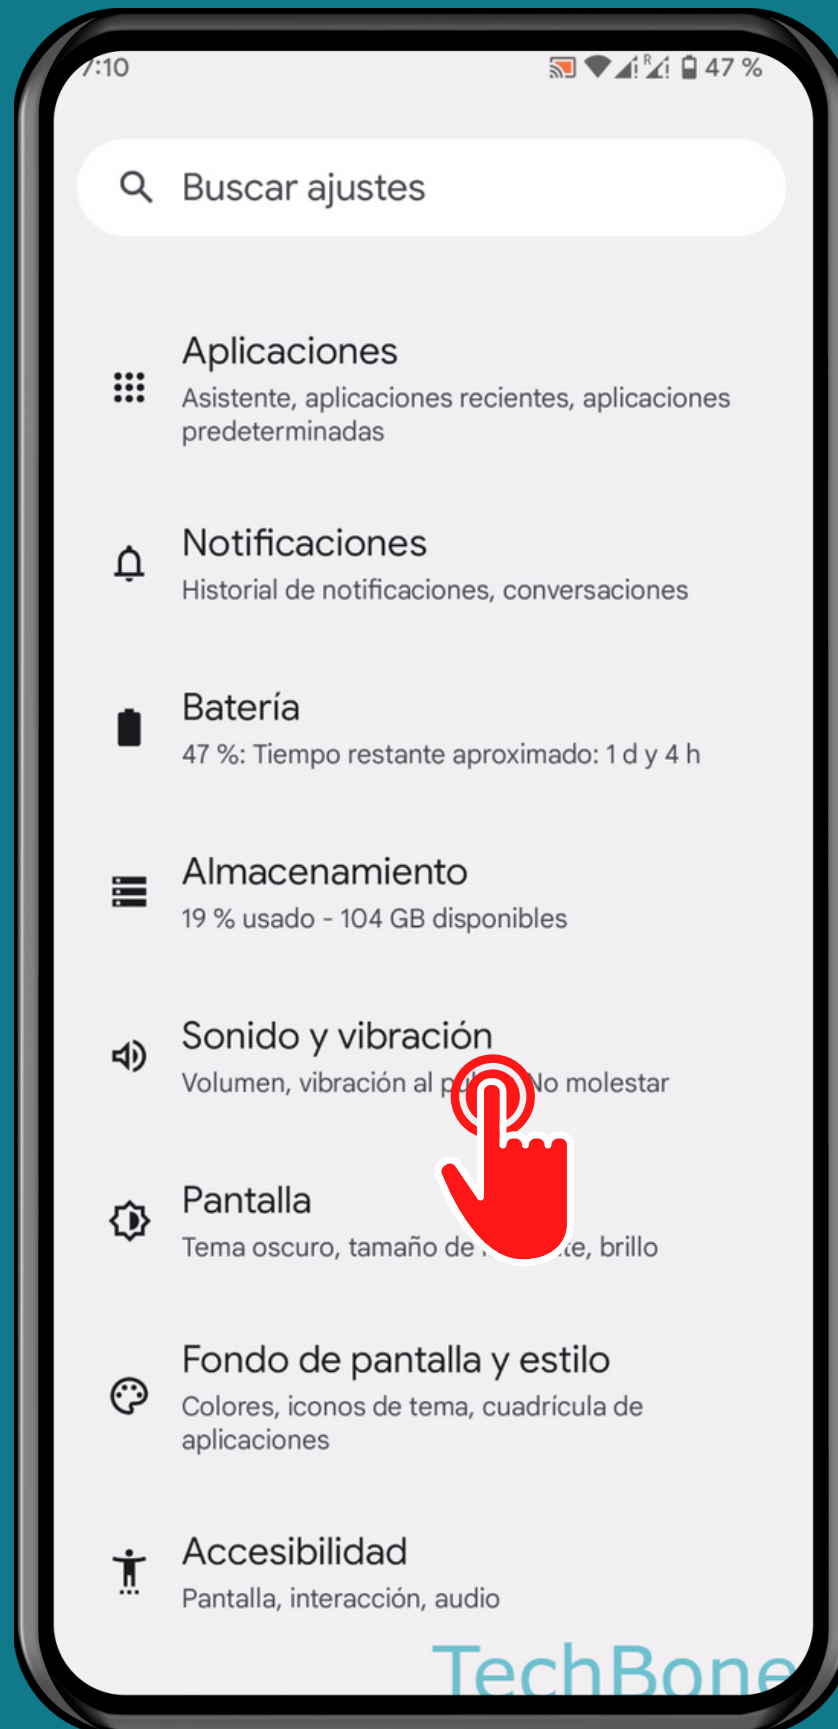 7:10
R
47 %
Buscar ajustes
Aplicaciones
Asistente, aplicaciones recientes, aplicaciones
predeterminadas
Notificaciones
Historial de notificaciones, conversaciones
Batería
47 %: Tiempo restante aproximado: 1 d y 4 h
Almacenamiento
19 % usado - 104 GB disponibles
Sonido y vibración
Volumen, vibración al No molestar
Pantalla
Tema oscuro, tamaño de brillo
Fondo de pantalla y estilo
Colores, iconos de tema, cuadrícula de
aplicaciones
Accesibilidad
Pantalla, interacción, audio
TechBone